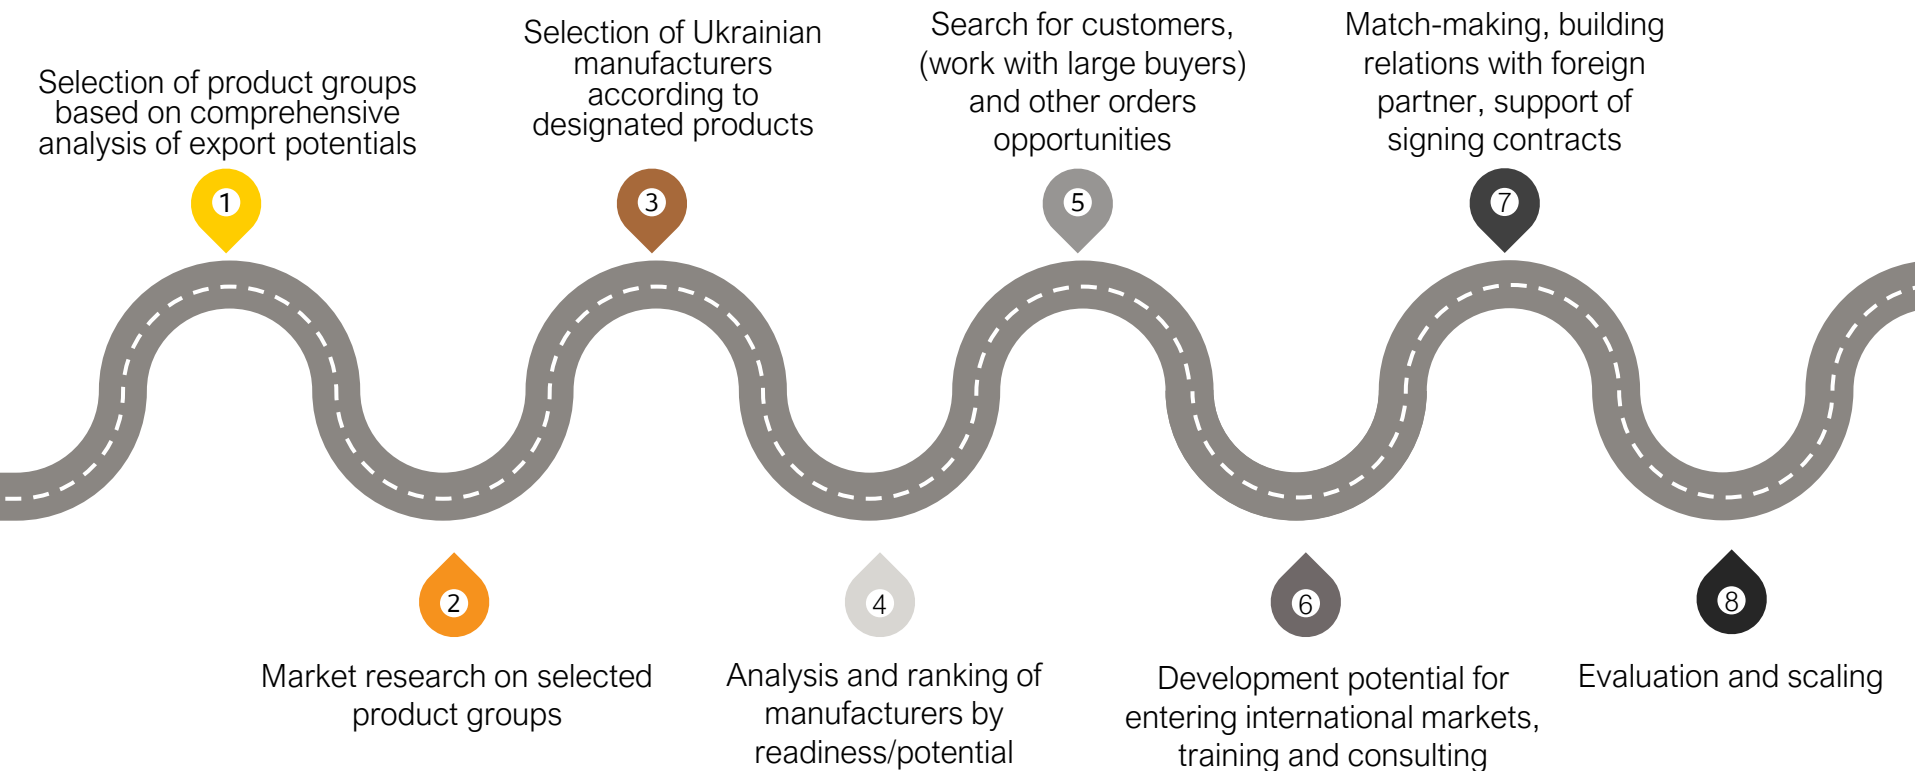 Selection of product groups
based on comprehensive
analysis of export potentials
1
Market research on selected
product groups
2
Selection of Ukrainian
manufacturers
according to
designated products
3
Analysis and ranking of
manufacturers by
readiness/potential
4
Search for customers,
(work with large buyers)
and other orders
opportunities
5
Development potential for
entering international markets,
training and consulting
6
Match-making, building
relations with foreign
partner, support of
signing contracts
7
Evaluation and scaling
8